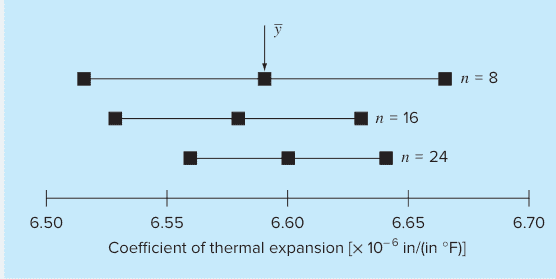 y̅
n = 8
n = 16
n = 24
6.50 6.55 6.60 6.65 6.70
Coefficient of thermal expansion [× 10⁻⁶ in/(in °F)]